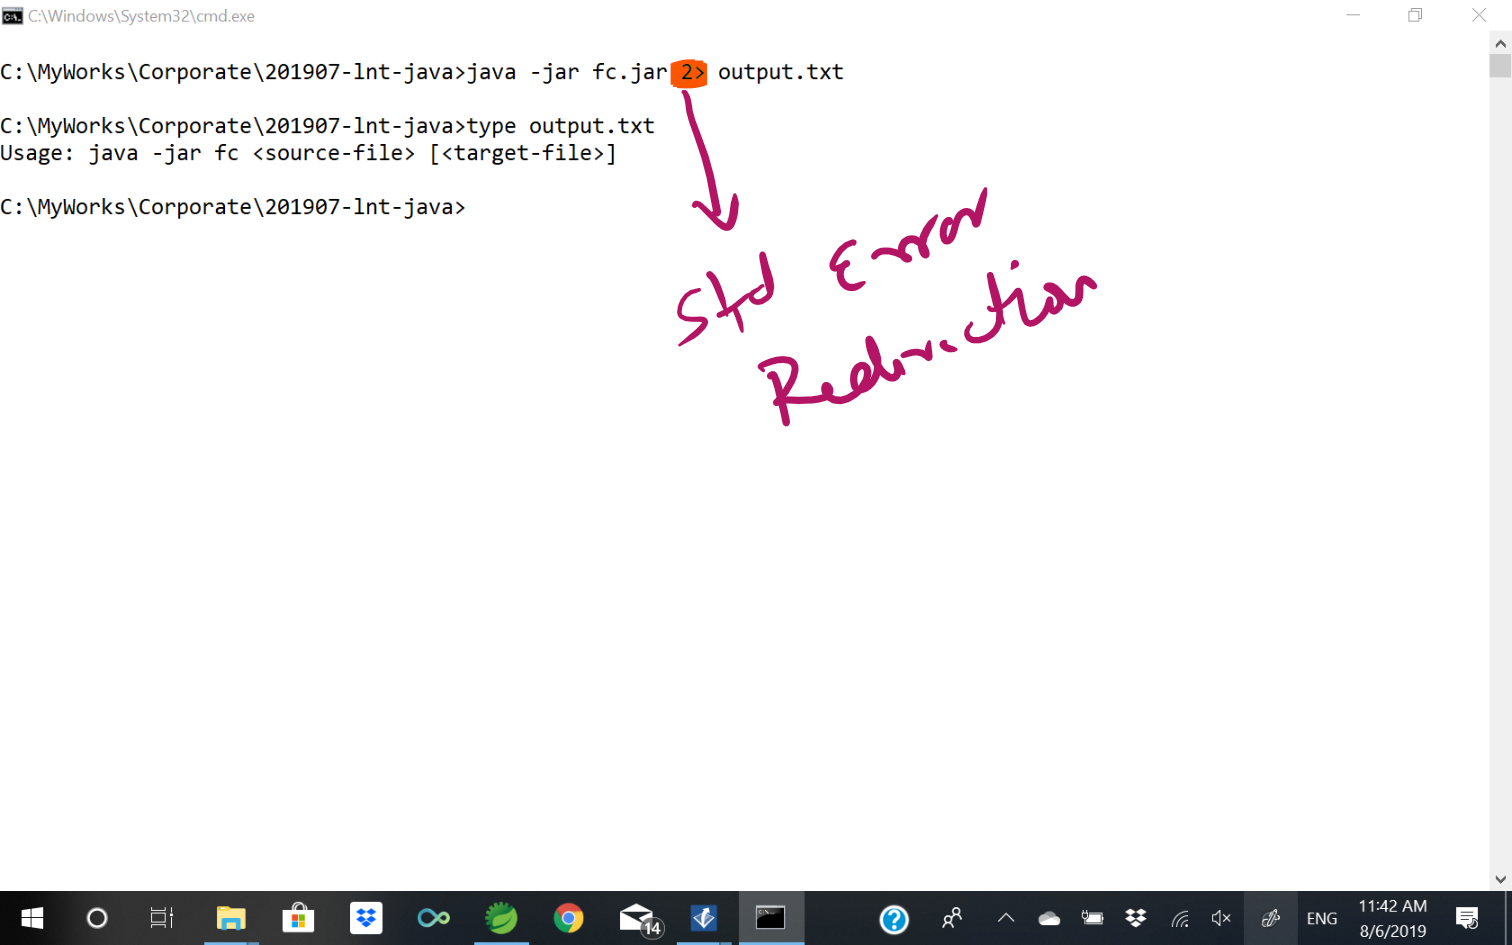 C:\Windows\System32\cmd.exe
C:\MyWorks\Corporate\201907-lnt-java>java -jar fc.jar 2> output.txt
C:\MyWorks\Corporate\201907-lnt-java>type output.txt
Usage: java -jar fc <source-file> [<target-file>]
C:\MyWorks\Corporate\201907-lnt-java>
Std Error
Redirection
14
ENG
11:42 AM
8/6/2019